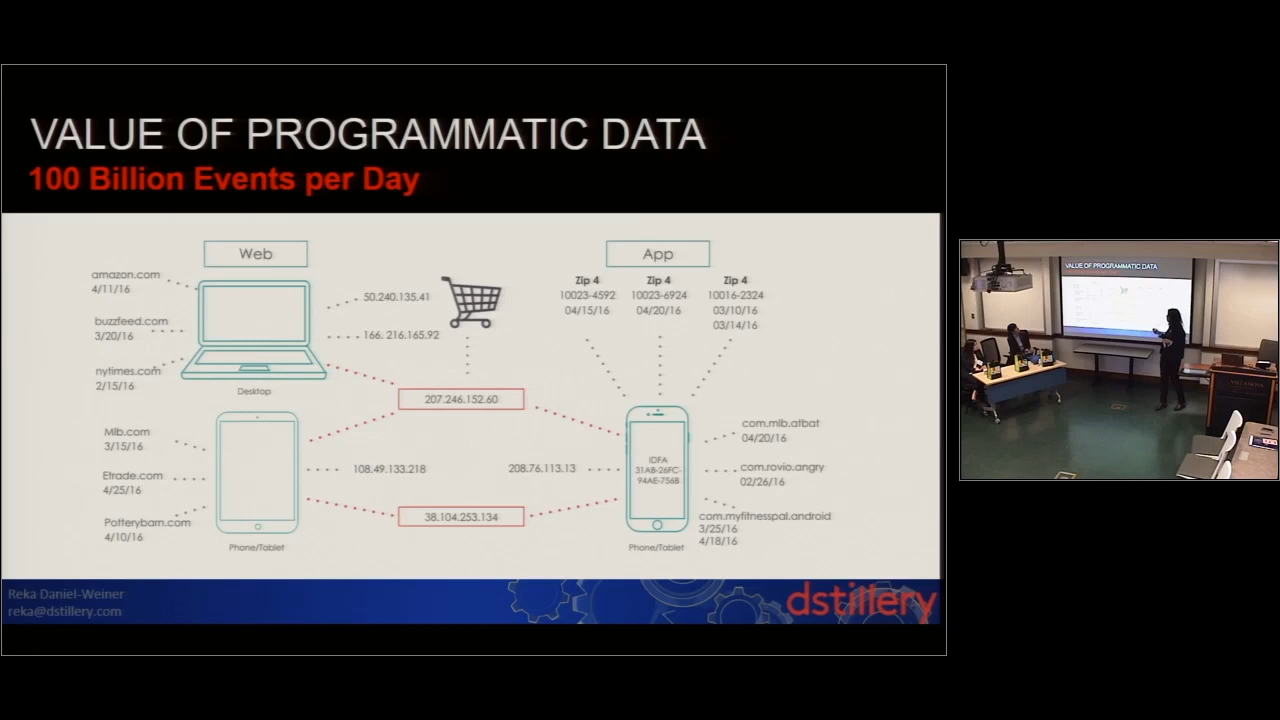 VALUE OF PROGRAMMATIC DATA
100 Billion Events per Day
Web
amazon.com
4/11/16
buzzfeed.com
3/20/16
nytimes.com
2/15/16
Desktop
50.240.135.41
166. 216.165.92
207.246.152.60
Mlb.com
3/15/16
Etrade.com
4/25/16
Potterybarn.com
4/10/16
Phone/Tablet
108.49.133.218
38.104.253.134
App
Zip 4
10023-4592
04/15/16
Zip 4
10023-6924
04/20/16
Zip 4
10016-2324
03/10/16
03/14/16
208.76.113.13
IDFA
31AB-26FC-
94AE-756B
Phone/Tablet
com.mlb.atbat
04/20/16
com.rovio.angry
02/26/16
com.myfitnesspal.android
3/25/16
4/18/16
Reka Daniel-Weiner
reka@dstillery.com
dstillery
VALUE OF PROGRAMMATIC DATA
VILLANOVA